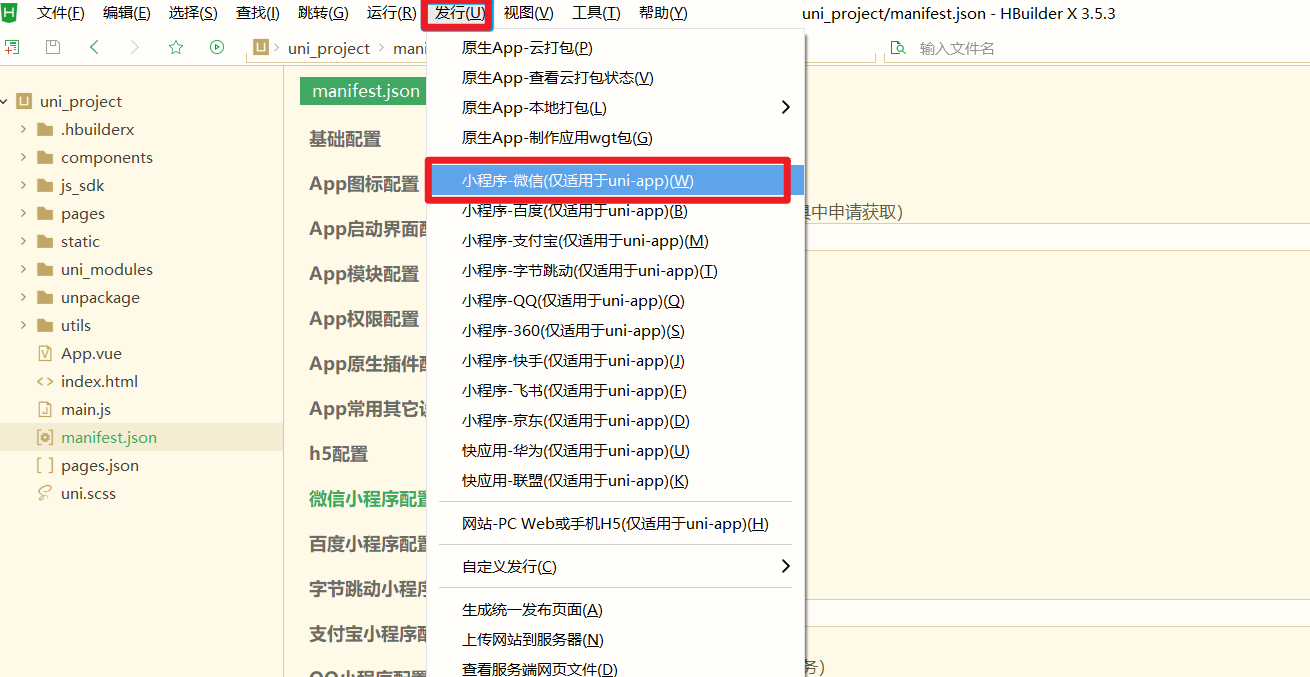 文件(F) 编辑(E) 选择(S) 查找(I) 跳转(G) 运行(R) 发行(U) 视图(V) 工具(T) 帮助(Y) uni_project/manifest.json - HBuilder X 3.5.3
uni_project mani 输入文件名
uni_project
.hbuilderx
components
js_sdk
pages
static
uni_modules
unpackage
utils
App.vue
index.html
main.js
manifest.json
pages.json
uni.scss
manifest.json
基础配置
App图标配置
App启动界面
App模块配置
App权限配置
App原生插件
App常用其它
h5配置
微信小程序配置
百度小程序配置
字节跳动小程序
支付宝小程序
QQ小程序配置
原生App-云打包(P)
原生App-查看云打包状态(V)
原生App-本地打包(L)
原生App-制作应用wgt包(G)
小程序-微信(仅适用于uni-app)(W)
小程序-百度(仅适用于uni-app)(B)
小程序-支付宝(仅适用于uni-app)(M)
小程序-字节跳动(仅适用于uni-app)(T)
小程序-QQ(仅适用于uni-app)(Q)
小程序-360(仅适用于uni-app)(S)
小程序-快手(仅适用于uni-app)(J)
小程序-飞书(仅适用于uni-app)(F)
小程序-京东(仅适用于uni-app)(D)
快应用-华为(仅适用于uni-app)(U)
快应用-联盟(仅适用于uni-app)(K)
网站-PC Web或手机H5(仅适用于uni-app)(H)
自定义发行(C)
生成统一发布页面(A)
上传网站到服务器(N)
查看服务端网页文件(D)
中申请获取)
务)